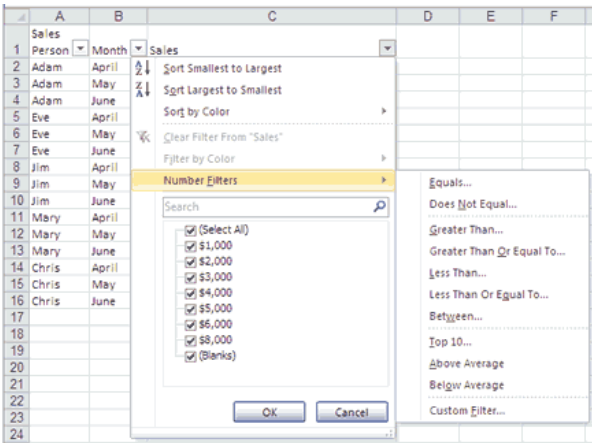 A B C D E F
Sales
1 Person Month Sales
2 Adam April
3 Adam May
4 Adam June
5 Eve April
6 Eve May
7 Eve June
8 Jim April
9 Jim May
10 Jim June
11 Mary April
12 Mary May
13 Mary June
14 Chris April
15 Chris May
16 Chris June
17
18
19
20
21
22
23
24
Sort Smallest to Largest
Sort Largest to Smallest
Sort by Color
Clear Filter From "Sales"
Filter by Color
Number Filters
Search
(Select All)
$1,000
$2,000
$3,000
$4,000
$5,000
$6,000
$8,000
(Blanks)
OK Cancel
Equals...
Does Not Equal...
Greater Than...
Greater Than Or Equal To...
Less Than...
Less Than Or Equal To...
Between...
Top 10...
Above Average
Below Average
Custom Filter...